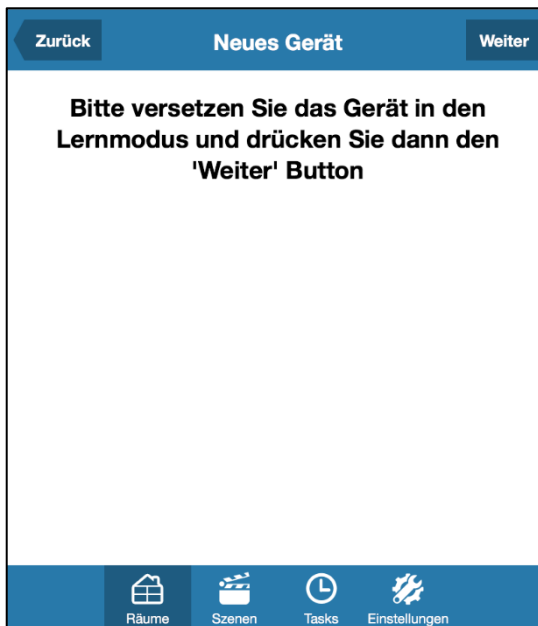 Zurück
Neues Gerät
Weiter
Bitte versetzen Sie das Gerät in den
Lernmodus und drücken Sie dann den
'Weiter' Button
Räume
Szenen
Tasks
Einstellungen